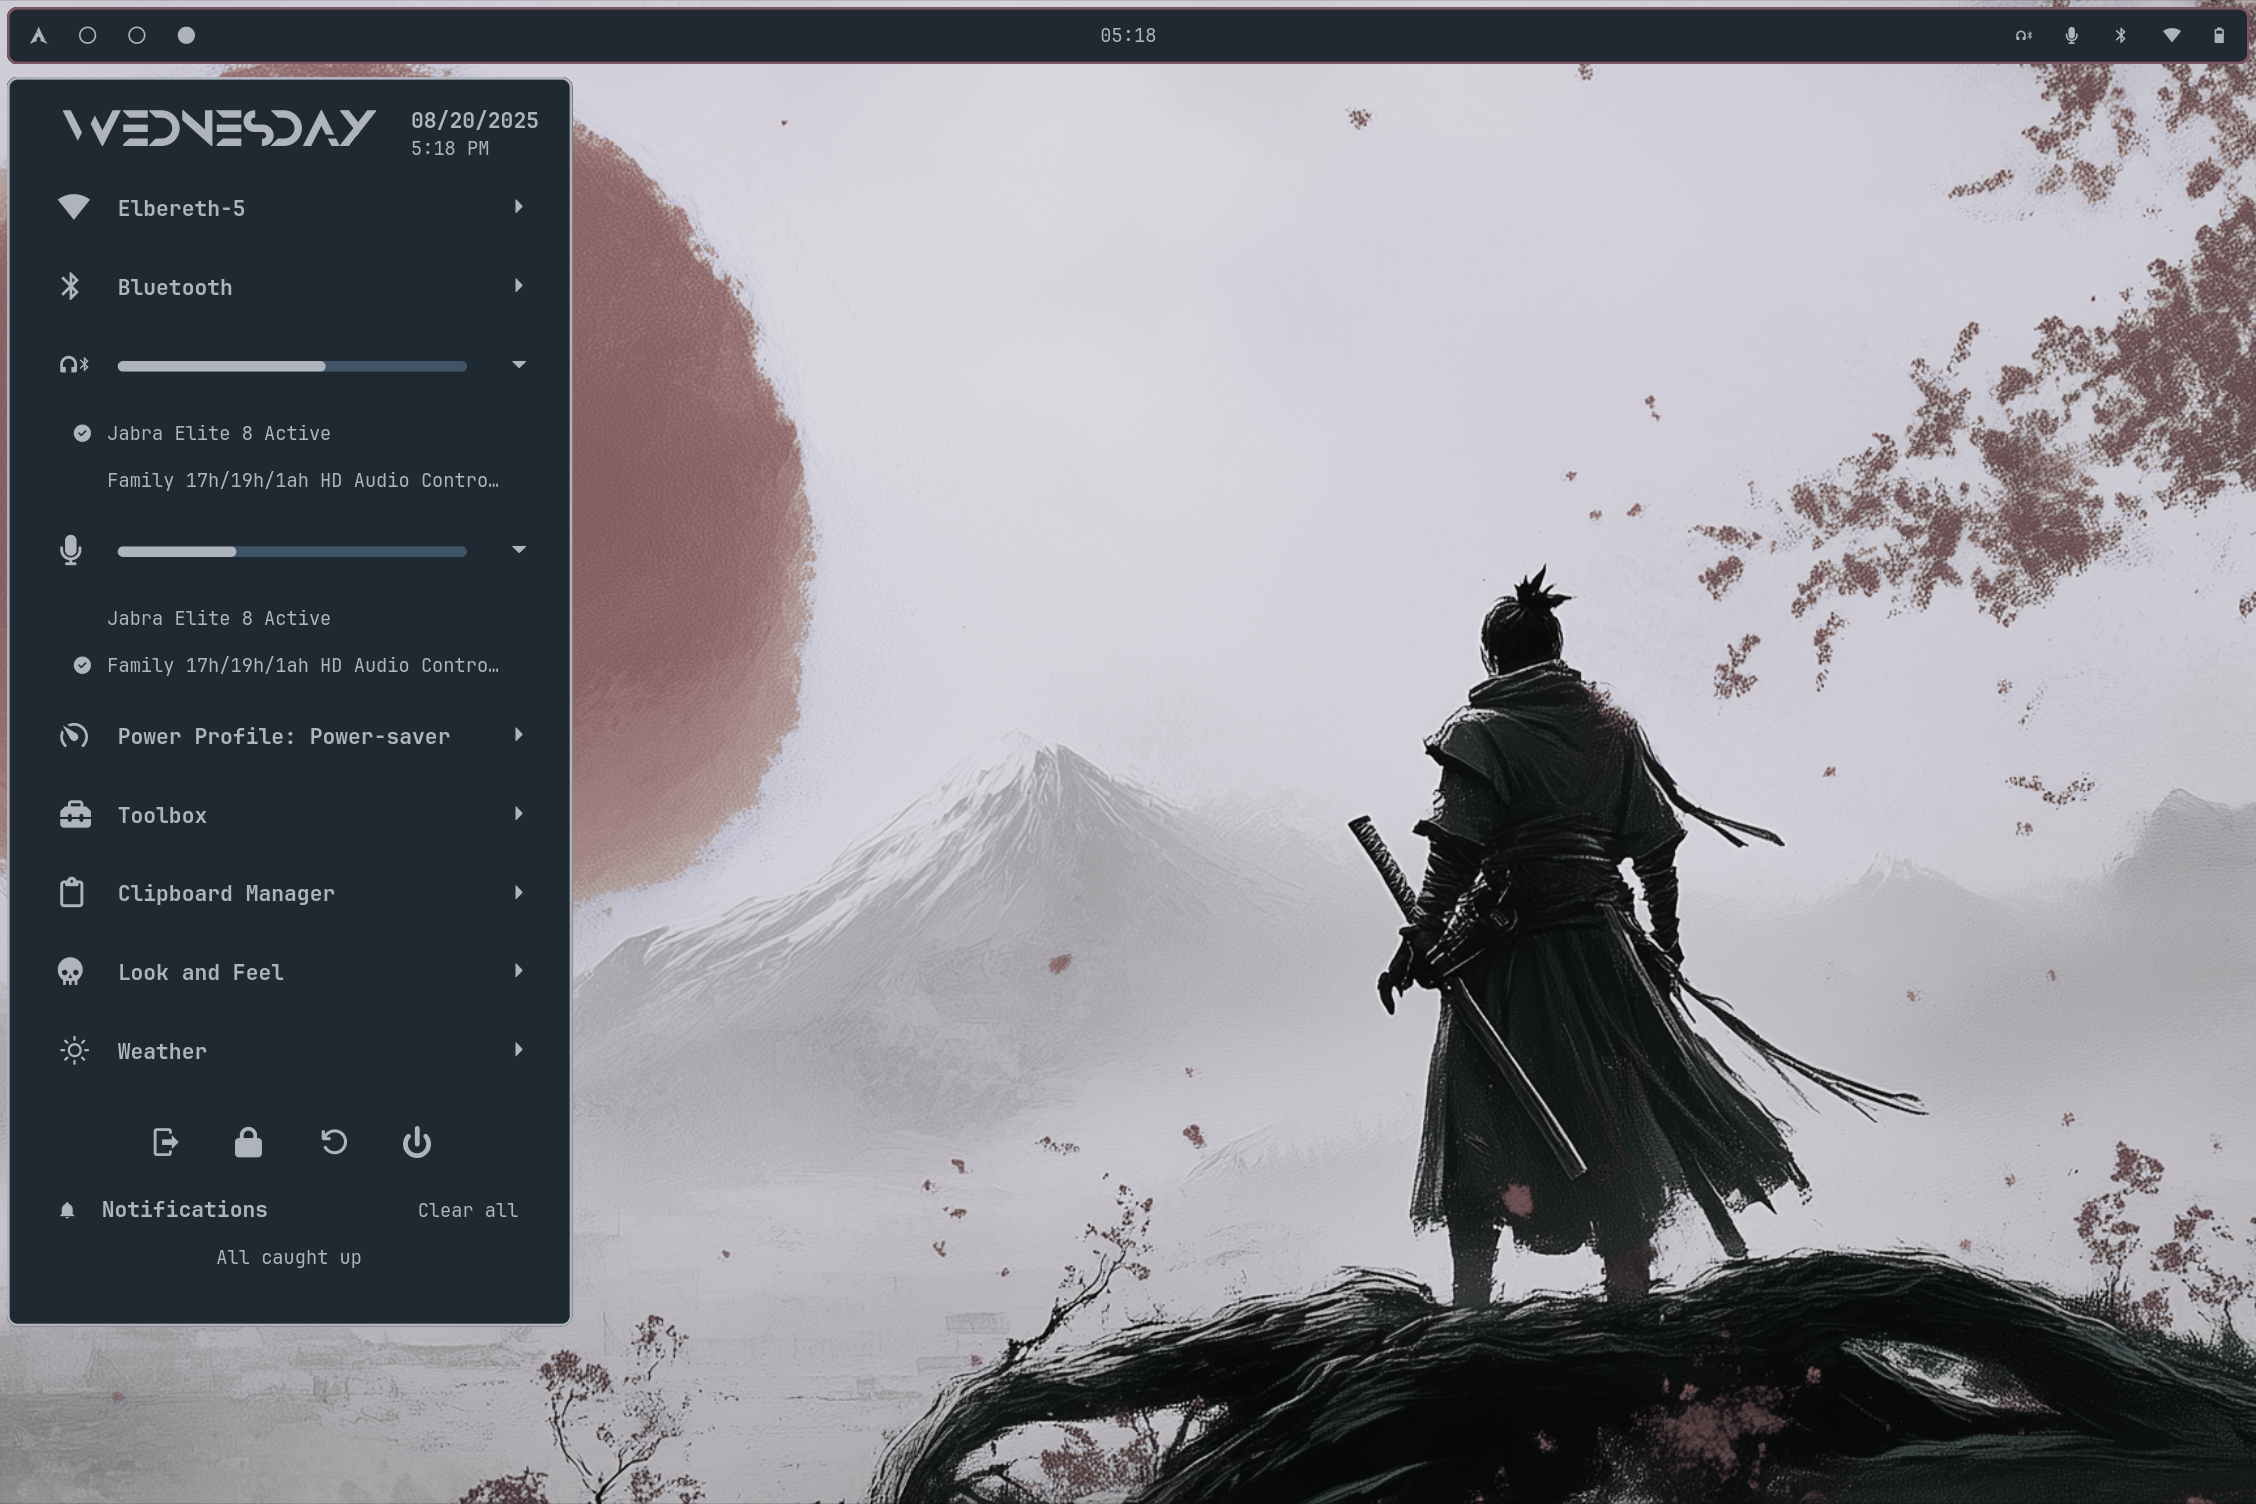 05:18
WEDNESDAY
08/20/2025
5:18 PM
Elbereth-5
Bluetooth
Jabra Elite 8 Active
Family 17h/19h/1ah HD Audio Contro…
Jabra Elite 8 Active
Family 17h/19h/1ah HD Audio Contro…
Power Profile: Power-saver
Toolbox
Clipboard Manager
Look and Feel
Weather
Notifications
Clear all
All caught up